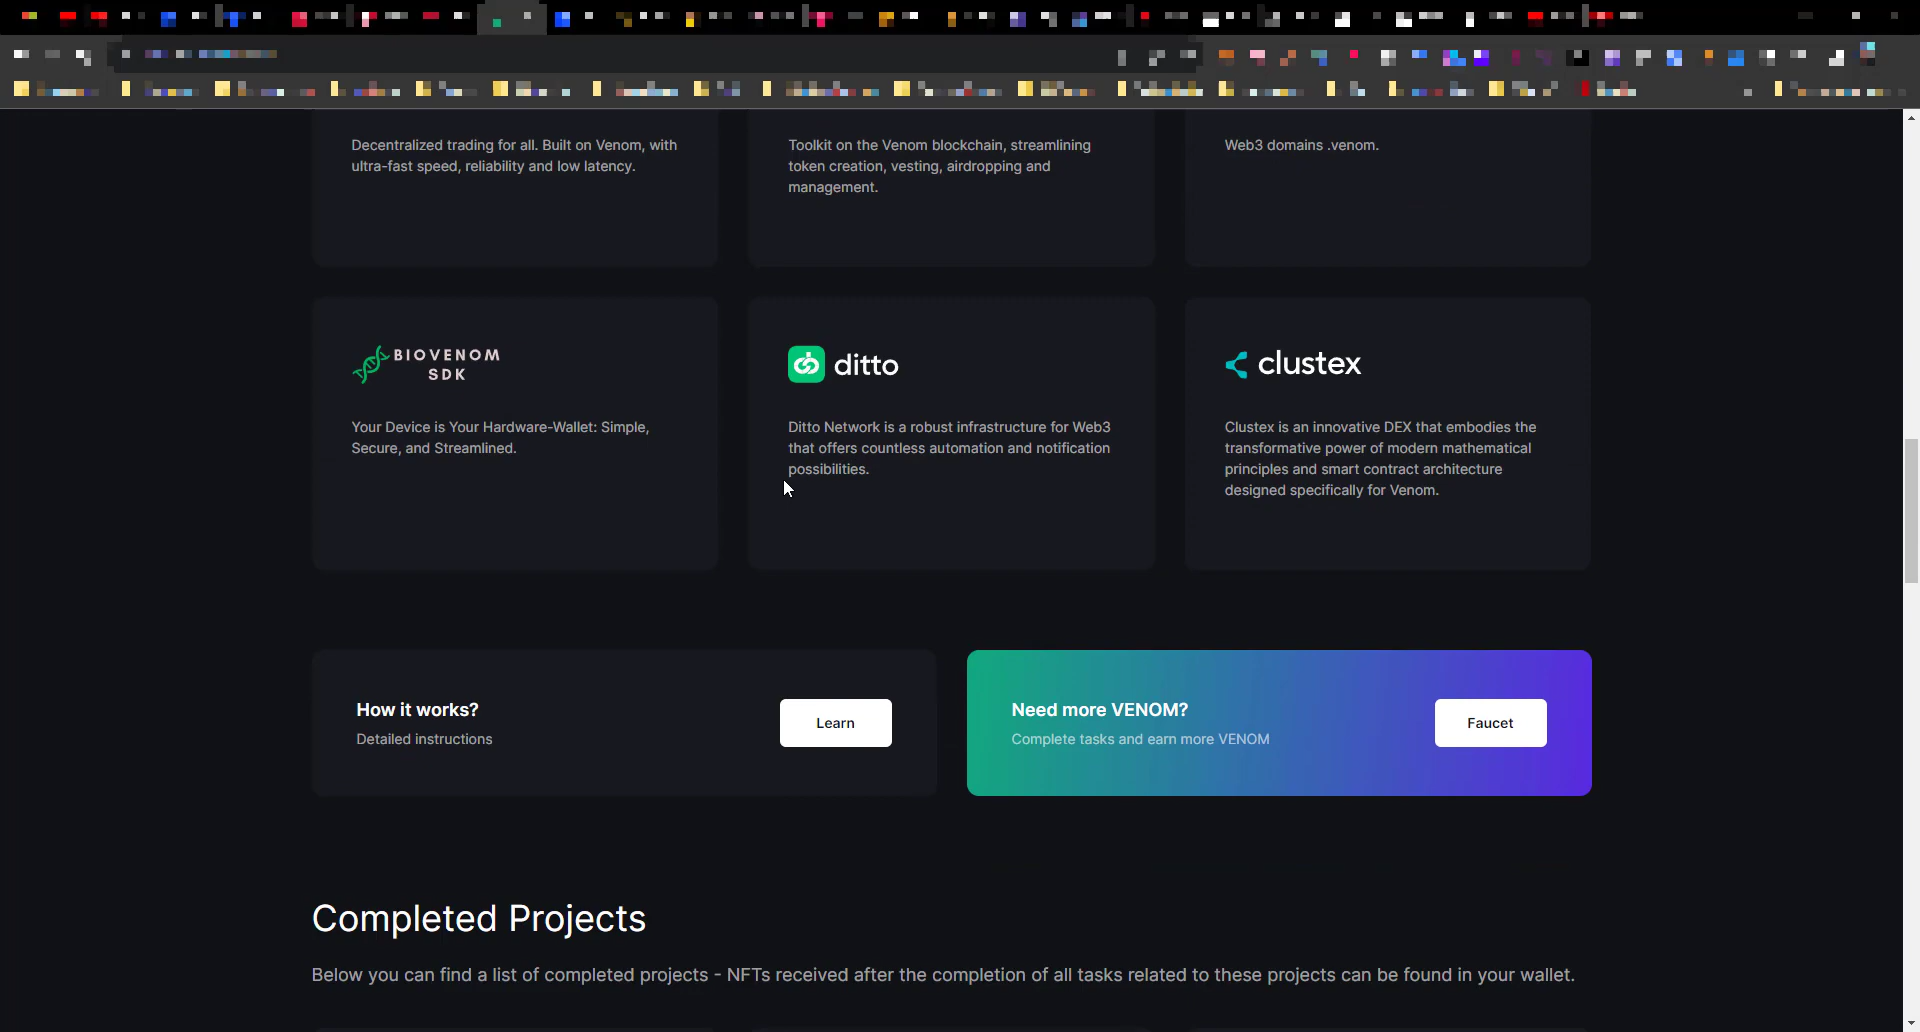 Decentralized trading for all. Built on Venom, with
ultra-fast speed, reliability and low latency.
Toolkit on the Venom blockchain, streamlining
token creation, vesting, airdropping and
management.
Web3 domains .venom.
BIOVENOM
SDK
Your Device is Your Hardware-Wallet: Simple,
Secure, and Streamlined.
ditto
Ditto Network is a robust infrastructure for Web3
that offers countless automation and notification
possibilities.
clustex
Clustex is an innovative DEX that embodies the
transformative power of modern mathematical
principles and smart contract architecture
designed specifically for Venom.
How it works?
Detailed instructions
Learn
Need more VENOM?
Complete tasks and earn more VENOM
Faucet
Completed Projects
Below you can find a list of completed projects - NFTs received after the completion of all tasks related to these projects can be found in your wallet.